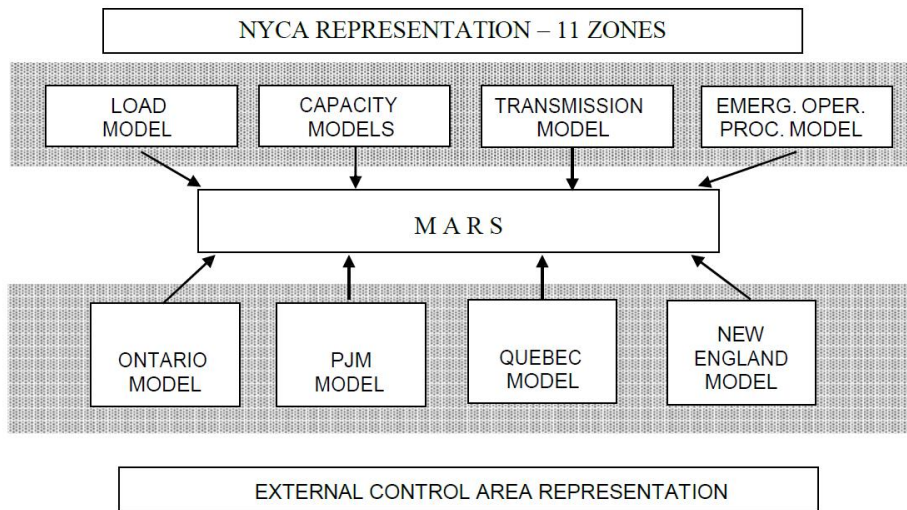 NYCA REPRESENTATION – 11 ZONES
LOAD
MODEL
CAPACITY
MODELS
TRANSMISSION
MODEL
EMERG. OPER.
PROC. MODEL
M A R S
ONTARIO
MODEL
PJM
MODEL
QUEBEC
MODEL
NEW
ENGLAND
MODEL
EXTERNAL CONTROL AREA REPRESENTATION